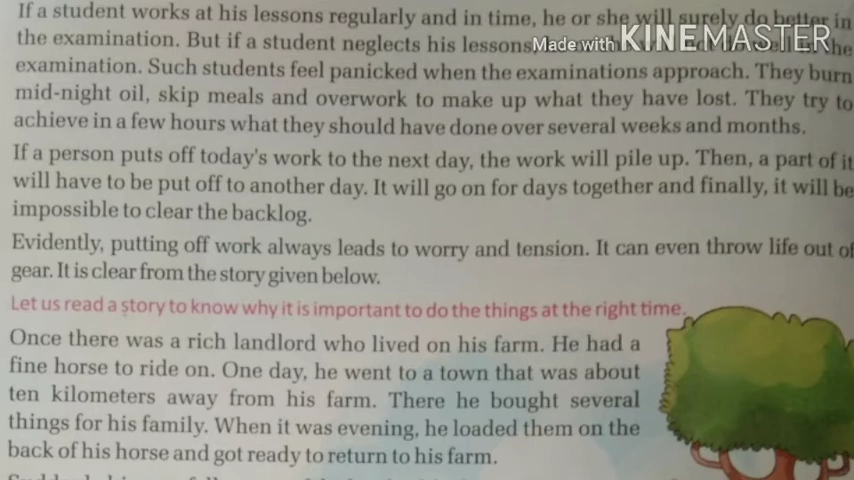 If a student works at his lessons regularly and in time, he or she will surely do better in
the examination. But if a student neglects his lessons, the
Made with KINEMASTER
examination. Such students feel panicked when the examinations approach. They burn
mid-night oil, skip meals and overwork to make up what they have lost. They try to
achieve in a few hours what they should have done over several weeks and months.
If a person puts off today's work to the next day, the work will pile up. Then, a part of it
will have to be put off to another day. It will go on for days together and finally, it will be
impossible to clear the backlog.
Evidently, putting off work always leads to worry and tension. It can even throw life out of
gear. It is clear from the story given below.
Let us read a story to know why it is important to do the things at the right time.
Once there was a rich landlord who lived on his farm. He had a
fine horse to ride on. One day, he went to a town that was about
ten kilometers away from his farm. There he bought several
things for his family. When it was evening, he loaded them on the
back of his horse and got ready to return to his farm.